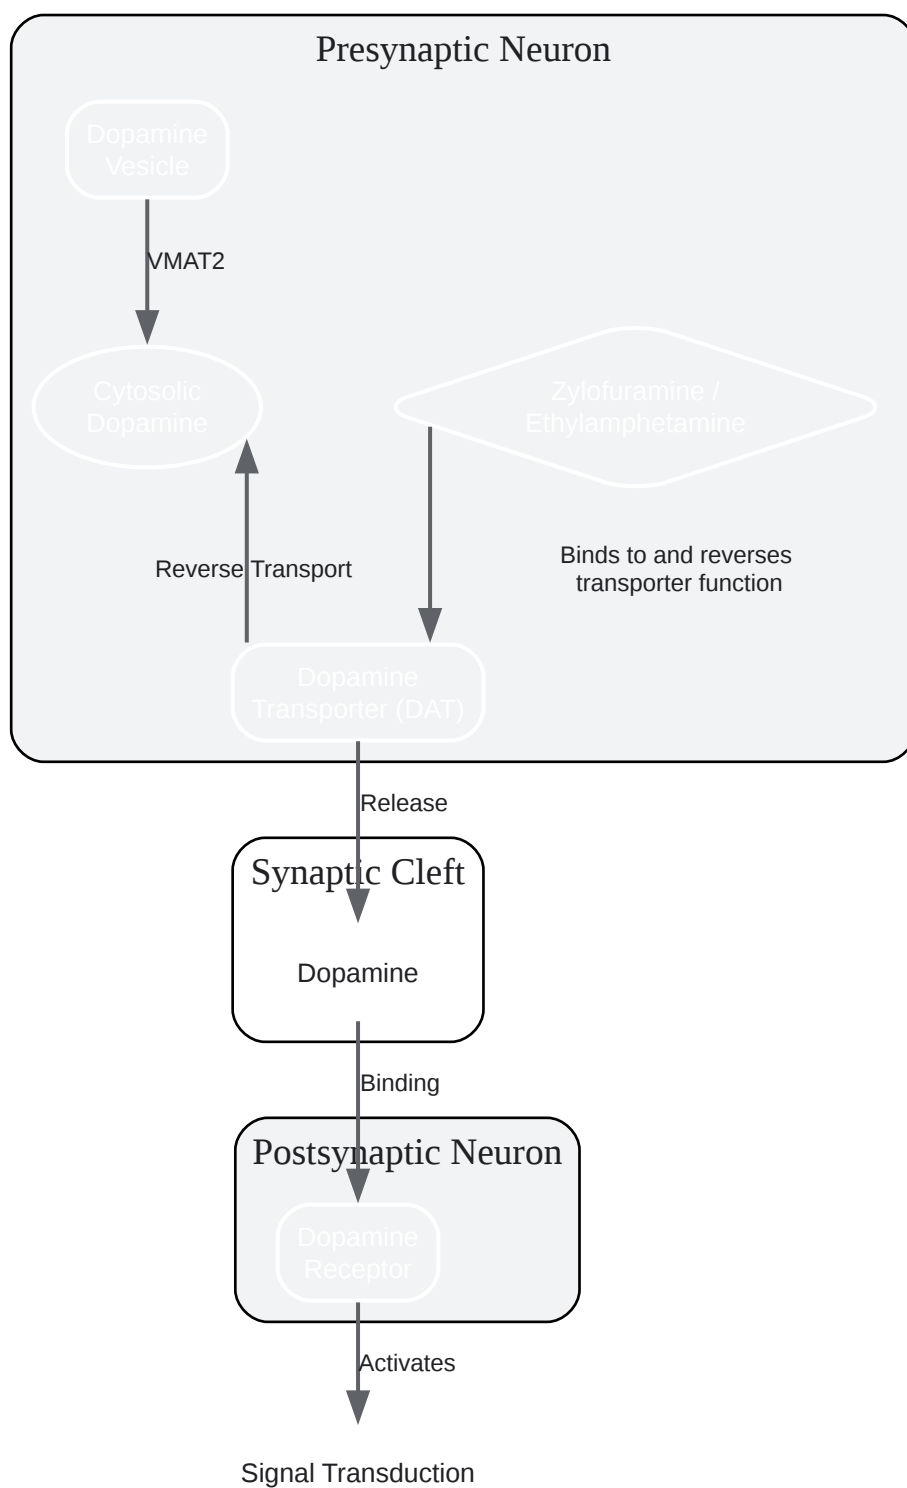 Presynaptic Neuron
Dopamine
Vesicle
VMAT2
Cytosolic
Dopamine
Zylofuramine /
Ethylamphetamine
Reverse Transport
Binds to and reverses
transporter function
Dopamine
Transporter (DAT)
Release
Synaptic Cleft
Dopamine
Binding
Postsynaptic Neuron
Dopamine
Receptor
Activates
Signal Transduction